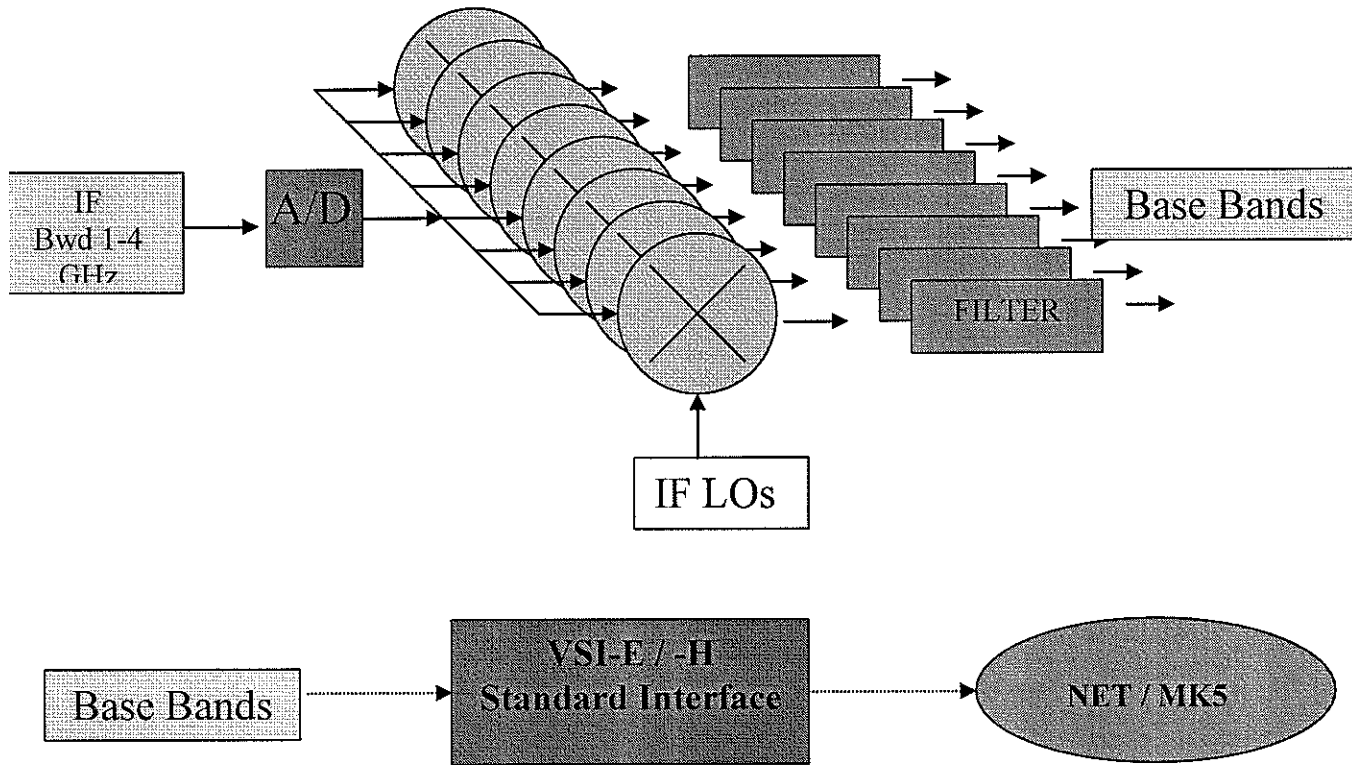 IF
Bwd 1-4
GHz
A/D
FILTER
Base Bands
IF LOs
Base Bands
VSI-E / -H
Standard Interface
NET / MK5